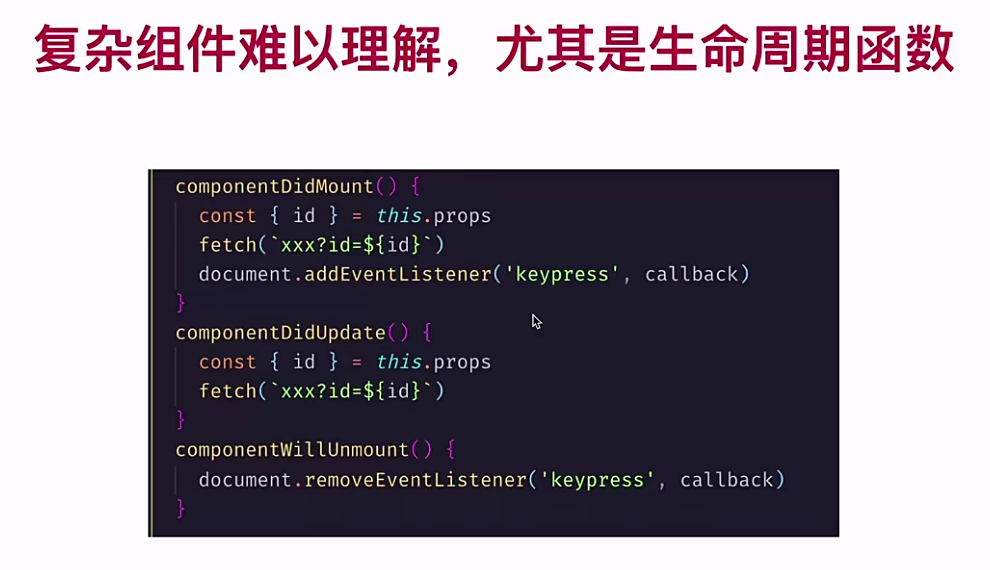 复杂组件难以理解，尤其是生命周期函数
componentDidMount() {
const { id } = this.props
fetch(`xxx?id=${id}`)
document.addEventListener('keypress', callback)
}
componentDidUpdate() {
const { id } = this.props
fetch(`xxx?id=${id}`)
}
componentWillUnmount() {
document.removeEventListener('keypress', callback)
}